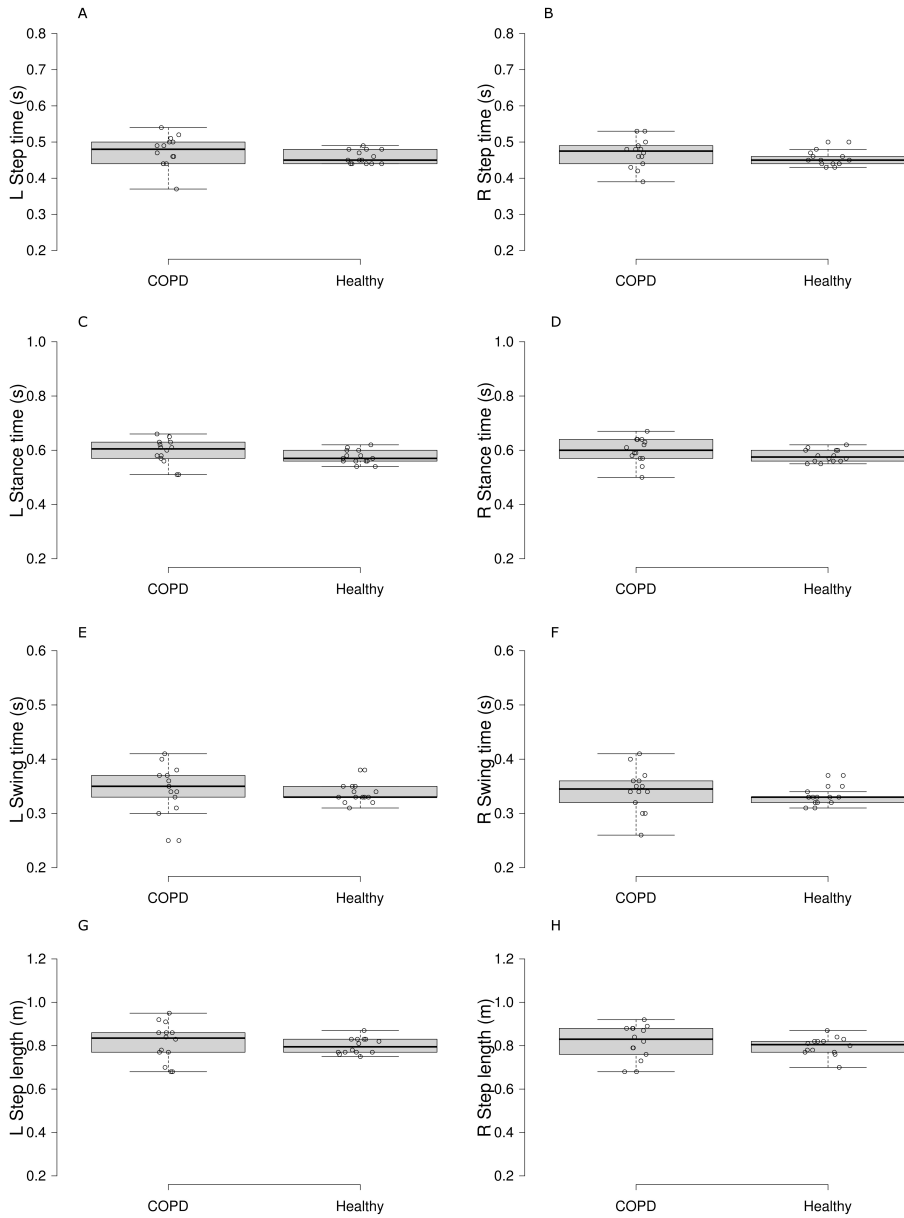 A
L Step time (s)
0.8
0.7
0.6
0.5
0.4
0.3
0.2
COPD
Healthy
B
R Step time (s)
0.8
0.7
0.6
0.5
0.4
0.3
0.2
COPD
Healthy
C
L Stance time (s)
1.0
0.8
0.6
0.4
0.2
COPD
Healthy
D
R Stance time (s)
1.0
0.8
0.6
0.4
0.2
COPD
Healthy
E
L Swing time (s)
0.6
0.5
0.4
0.3
0.2
COPD
Healthy
F
R Swing time (s)
0.6
0.5
0.4
0.3
0.2
COPD
Healthy
G
L Step length (m)
1.2
1.0
0.8
0.6
0.4
0.2
COPD
Healthy
H
R Step length (m)
1.2
1.0
0.8
0.6
0.4
0.2
COPD
Healthy